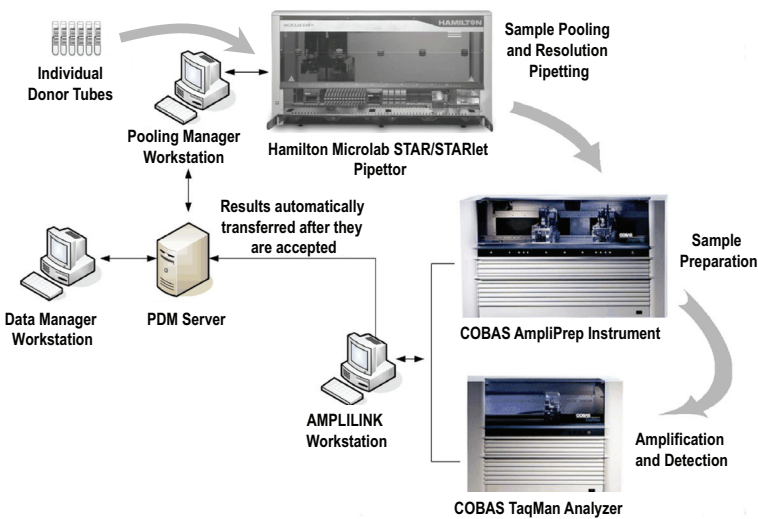 Individual
Donor Tubes
HAMILTON
Sample Pooling
and Resolution
Pipetting
Pooling Manager
Workstation
Hamilton Microlab STAR/STARlet
Pipettor
Results automatically
transferred after they
are accepted
Data Manager
Workstation
PDM Server
COBAS
Sample
Preparation
COBAS AmpliPrep Instrument
AMPLILINK
Workstation
COBAS
Amplification
and Detection
COBAS TaqMan Analyzer